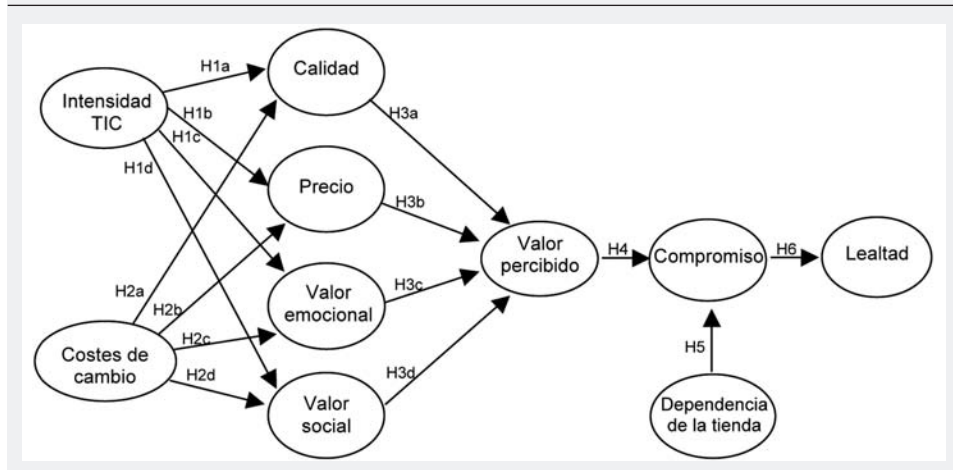 H1a
Calidad
Intensidad
TIC
H1b
H1c
H1d
H3a
Precio
H3b
Valor
percibido
H4
Compromiso
H6
Lealtad
H2a
H2b
Valor
emocional
H3c
H2c
H5
Costes de
cambio
H2d
H3d
Valor
social
Dependencia
de la tienda